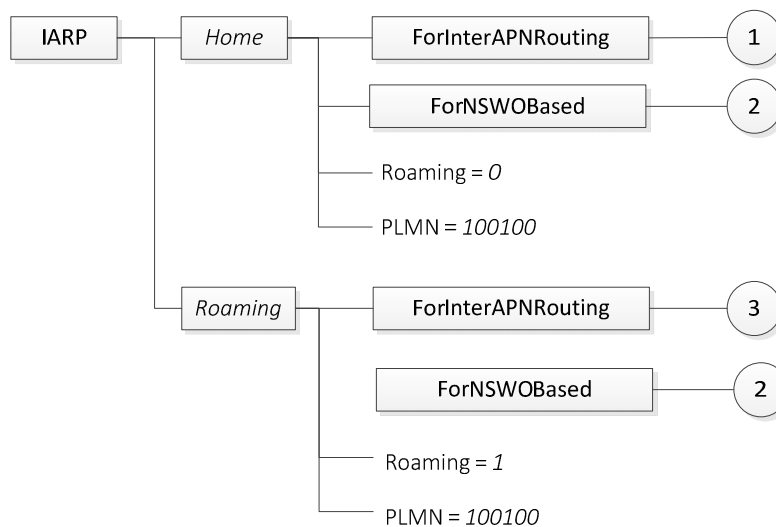 IARP Home ForInterAPNRouting 1
ForNSWOBased 2
Roaming = 0
PLMN = 100100
Roaming ForInterAPNRouting 3
ForNSWOBased 2
Roaming = 1
PLMN = 100100